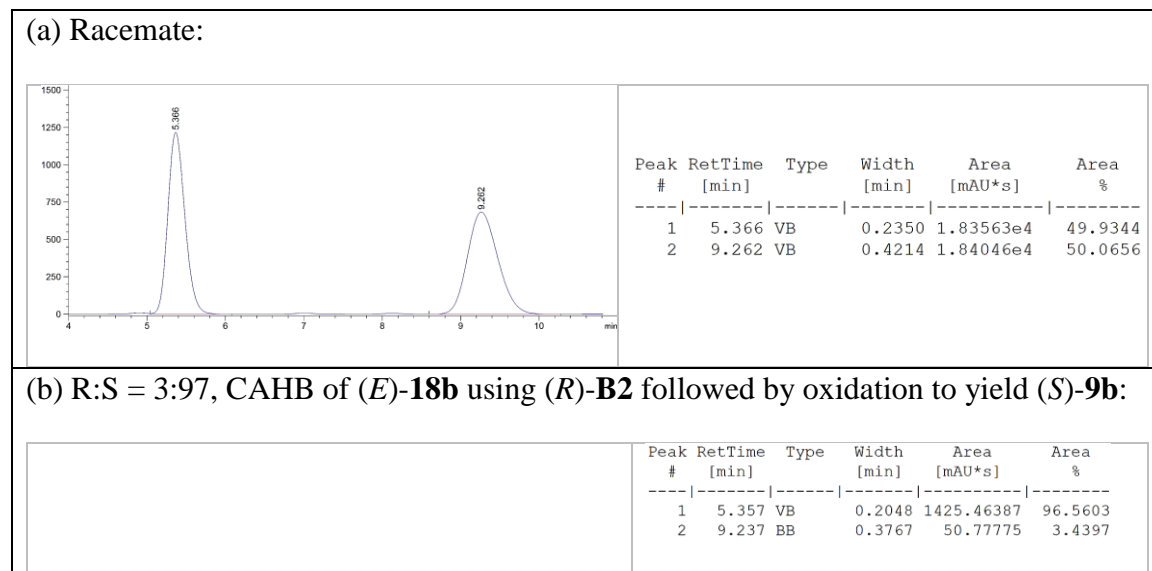 (a) Racemate:
1500
1250
1000
750
500
250
0
4 5 6 7 8 9 10 min
5.366
9.262
Peak RetTime Type Width Area Area
# [min] [min] [mAU*s] %
----|-------|------|-------|----------|--------
1 5.366 VB 0.2350 1.83563e4 49.9344
2 9.262 VB 0.4214 1.84046e4 50.0656
(b) R:S = 3:97, CAHB of (E)-18b using (R)-B2 followed by oxidation to yield (S)-9b:
Peak RetTime Type Width Area Area
# [min] [min] [mAU*s] %
----|-------|------|-------|----------|--------
1 5.357 VB 0.2048 1425.46387 96.5603
2 9.237 BB 0.3767 50.77775 3.4397